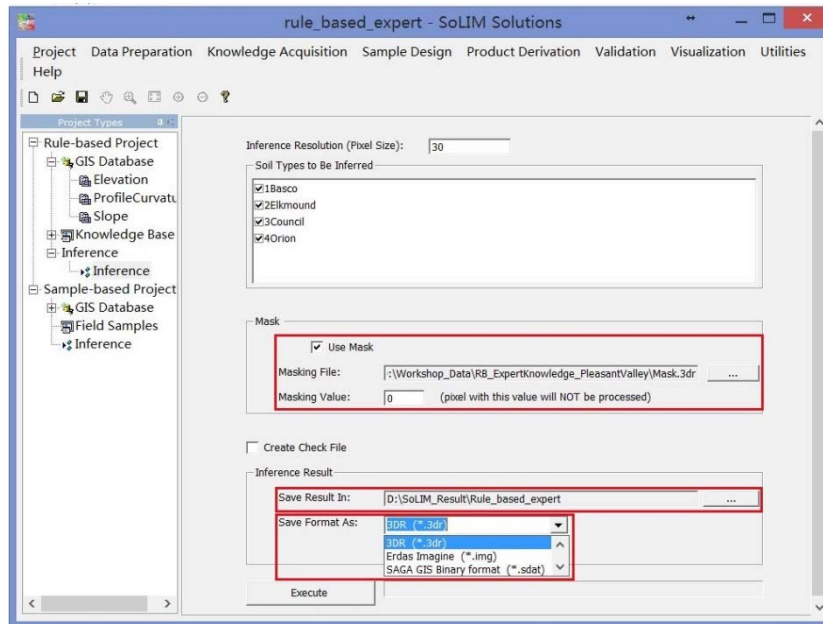 rule_based_expert - SoLIM Solutions
Project Data Preparation Knowledge Acquisition Sample Design Product Derivation Validation Visualization Utilities
Help
Project Types
Rule-based Project
GIS Database
Elevation
ProfileCurvatu
Slope
Knowledge Base
Inference
Inference
Sample-based Project
GIS Database
Field Samples
Inference
Inference Resolution (Pixel Size): 30
Soil Types to Be Inferred
1Basco
2Elkmound
3Council
4Orion
Mask
Use Mask
Masking File: :\Workshop_Data\RB_ExpertKnowledge_PleasantValley\Mask.3dr ...
Masking Value: 0 (pixel with this value will NOT be processed)
Create Check File
Inference Result
Save Result In: D:\SoLIM_Result\Rule_based_expert ...
Save Format As: 3DR (*.3dr)
3DR (*.3dr)
Erdas Imagine (*.img)
SAGA GIS Binary format (*.sdat)
Execute